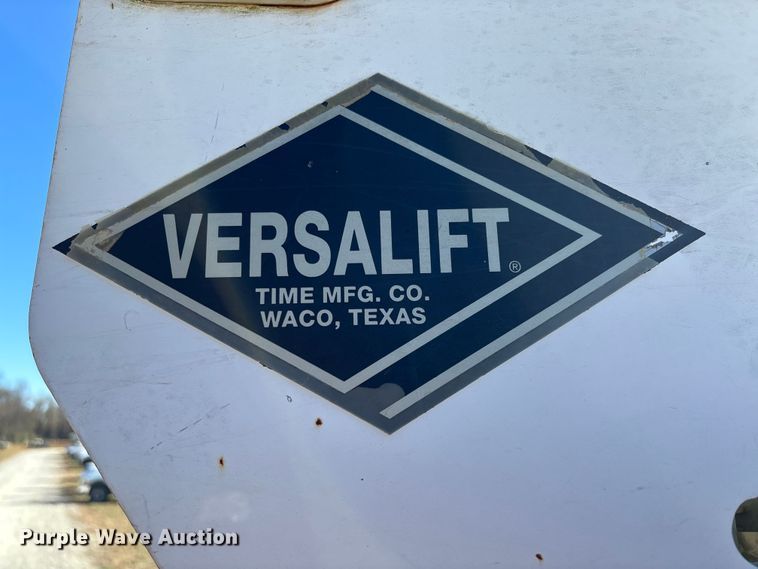 VERSALIFT®
TIME MFG. CO.
WACO, TEXAS
Purple Wave Auction